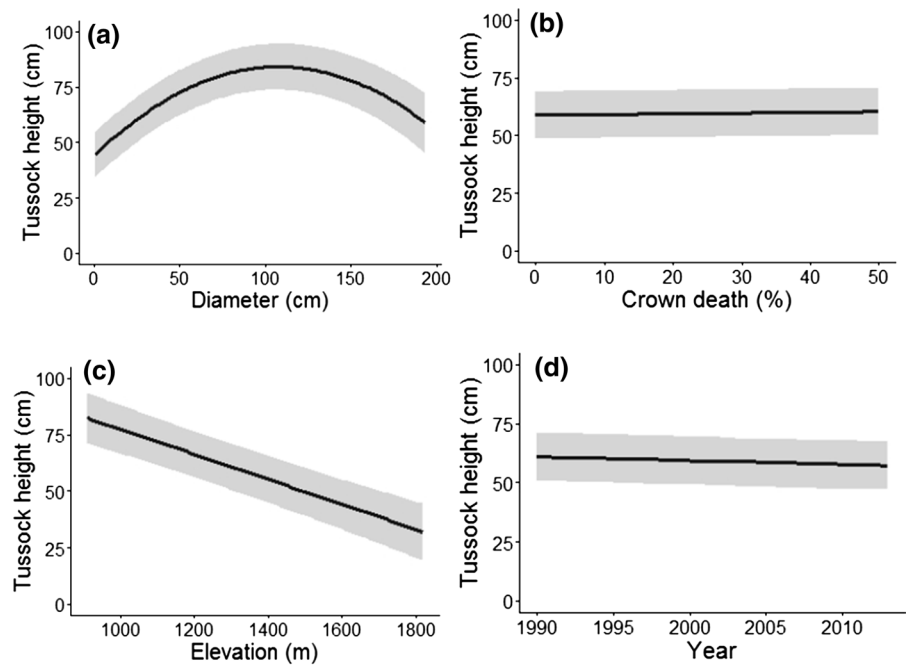 (a)
Tussock height (cm)
100
75
50
25
0
0 50 100 150 200
Diameter (cm)
(b)
Tussock height (cm)
100
75
50
25
0
0 10 20 30 40 50
Crown death (%)
(c)
Tussock height (cm)
100
75
50
25
0
1000 1200 1400 1600 1800
Elevation (m)
(d)
Tussock height (cm)
100
75
50
25
0
1990 1995 2000 2005 2010
Year